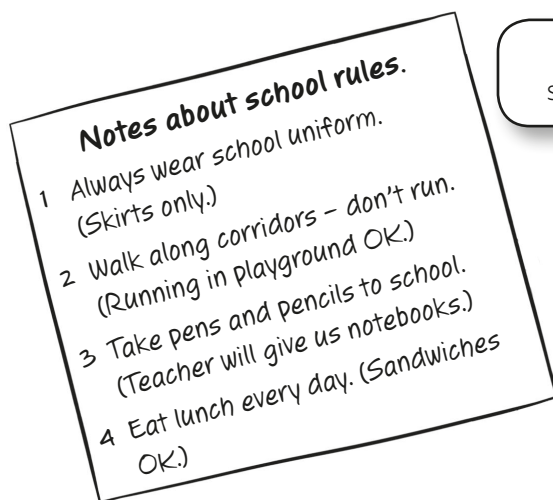 Notes about school rules.
1 Always wear school uniform.
(Skirts only.)
2 Walk along corridors – don't run.
(Running in playground OK.)
3 Take pens and pencils to school.
(Teacher will give us notebooks.)
4 Eat lunch every day. (Sandwiches
OK.)